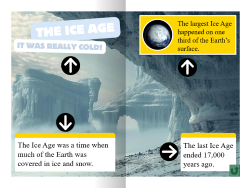 THE ICE AGE
IT WAS REALLY COLD!
The Ice Age was a time when
much of the Earth was
covered in ice and snow.
The largest Ice Age
happened on one
third of the Earth's
surface.
The last Ice Age
ended 17,000
years ago.